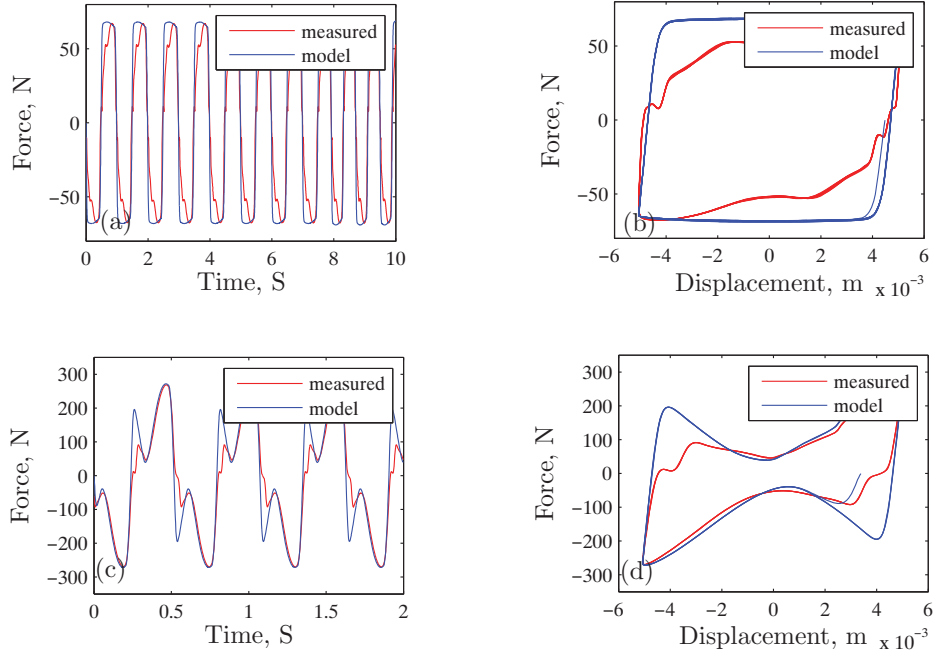 measured
model
50
0
−50
Force, N
(a)
0 2 4 6 8 10
Time, S
measured
model
50
0
−50
Force, N
(b)
−6 −4 −2 0 2 4 6
Displacement, m x 10⁻³
measured
model
300
200
100
0
−100
−200
−300
Force, N
(c)
0 0.5 1 1.5 2
Time, S
measured
model
300
200
100
0
−100
−200
−300
Force, N
(d)
−6 −4 −2 0 2 4 6
Displacement, m x 10⁻³